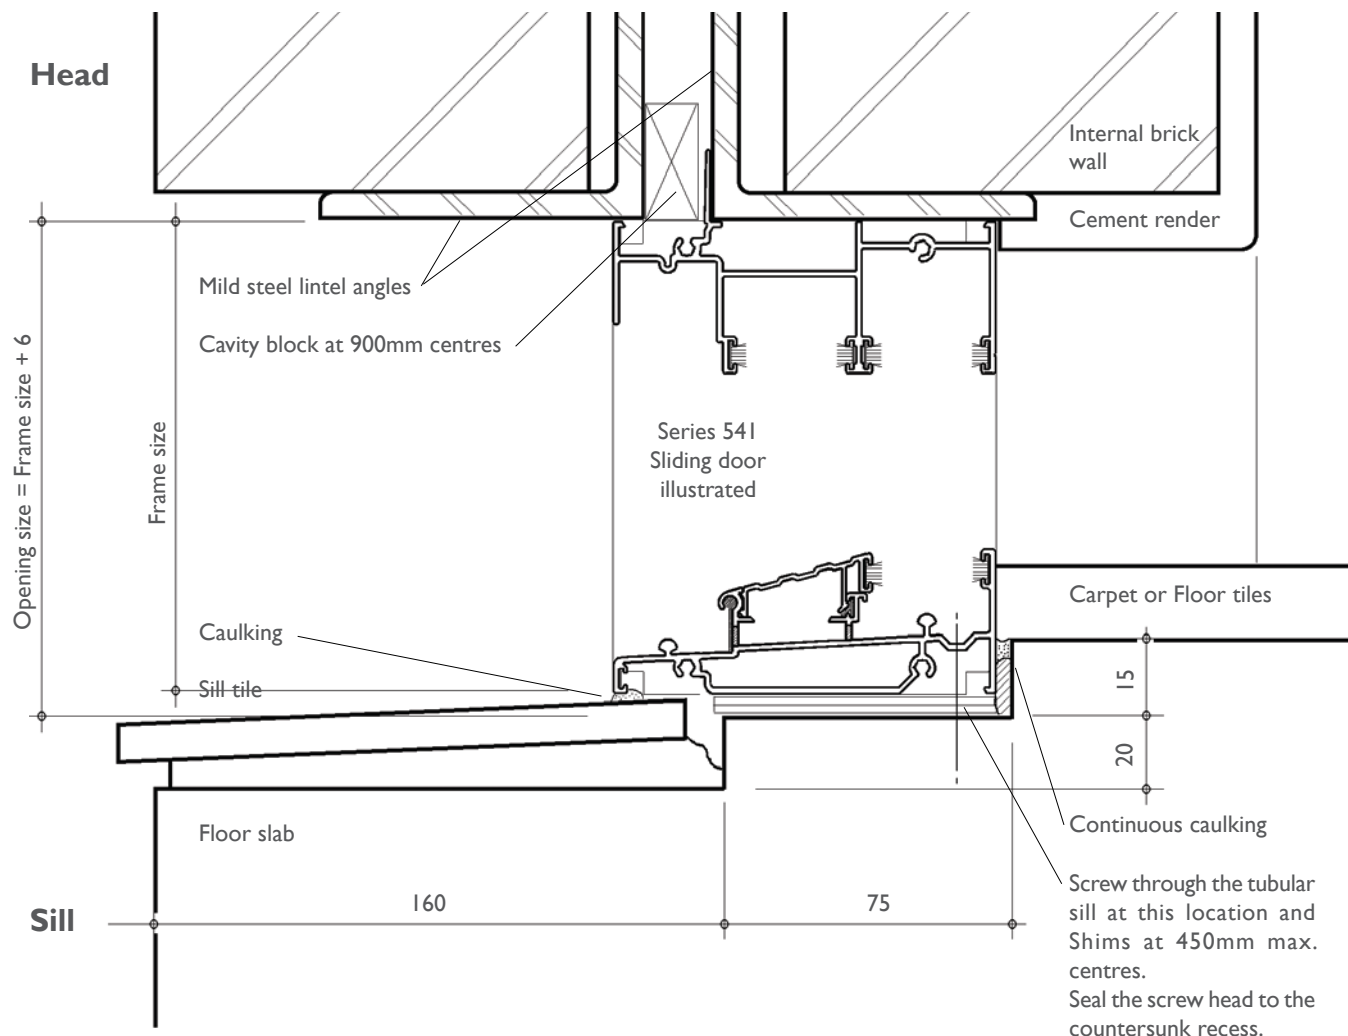 Head
Internal brick
wall
Cement render
Mild steel lintel angles
Cavity block at 900mm centres
Opening size = Frame size + 6
Frame size
Series 541
Sliding door
illustrated
Carpet or Floor tiles
Caulking
Sill tile
15
20
Floor slab
Continuous caulking
160
75
Sill
Screw through the tubular
sill at this location and
Shims at 450mm max.
centres.
Seal the screw head to the
countersunk recess.